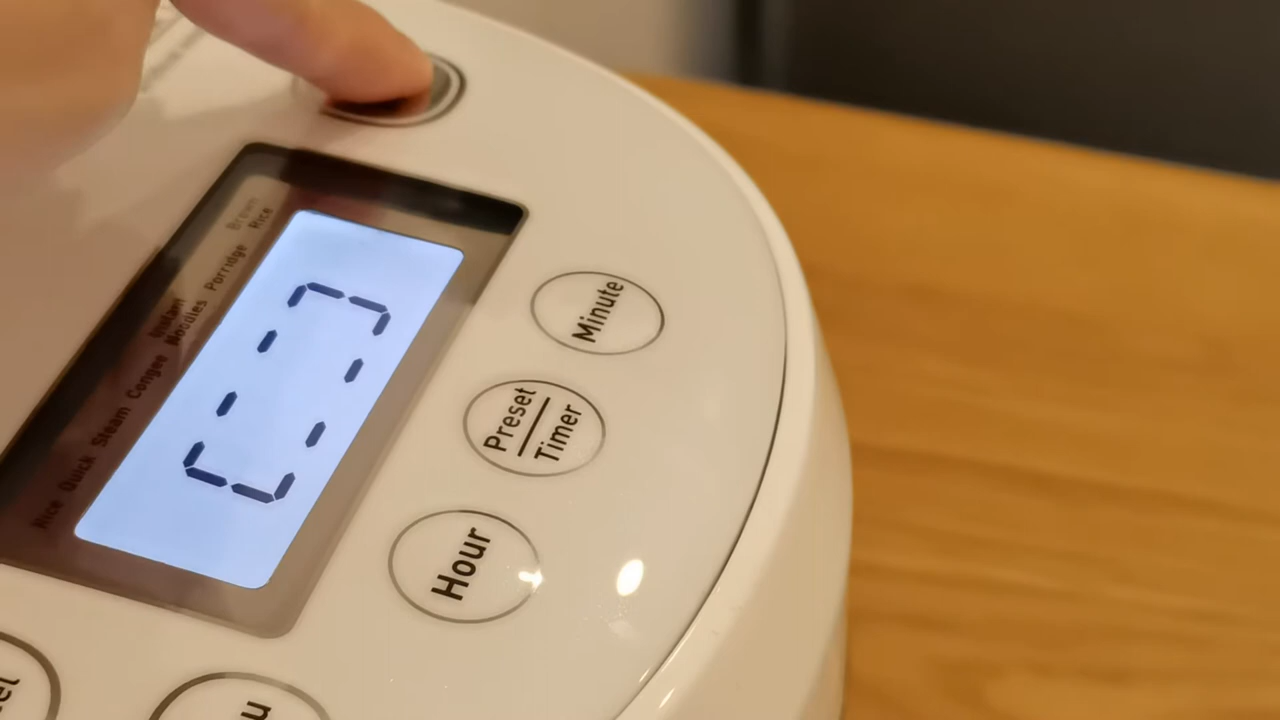 Rice Quick Steam Congee Instant Noodles Porridge Brown Rice
Minute
Preset
Timer
Hour